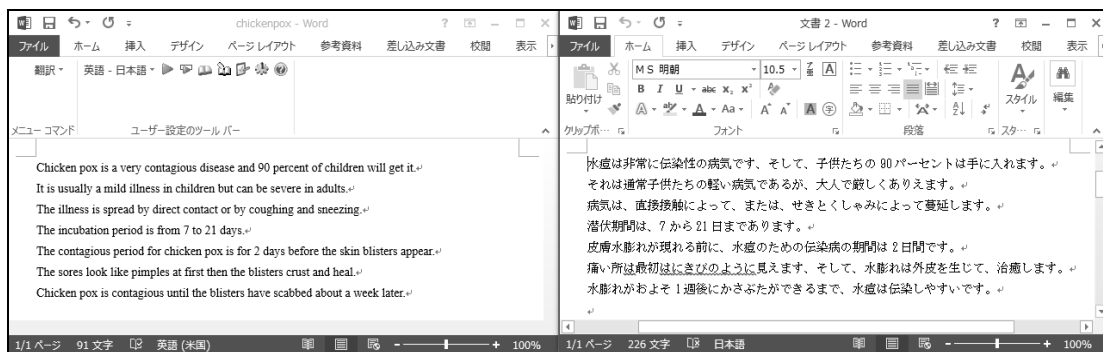 chickenpox - Word
ファイル ホーム 挿入 デザイン ページ レイアウト 参考資料 差し込み文書 校閲 表示
翻訳 英語 - 日本語
メニュー コマンド ユーザー設定のツール バー
Chicken pox is a very contagious disease and 90 percent of children will get it.
It is usually a mild illness in children but can be severe in adults.
The illness is spread by direct contact or by coughing and sneezing.
The incubation period is from 7 to 21 days.
The contagious period for chicken pox is for 2 days before the skin blisters appear.
The sores look like pimples at first then the blisters crust and heal.
Chicken pox is contagious until the blisters have scabbed about a week later.
1/1 ページ 91 文字 英語 (米国) 100%
文書 2 - Word
ファイル ホーム 挿入 デザイン ページ レイアウト 参考資料 差し込み文書 校閲 表示
貼り付け
MS 明朝 10.5
B I U abc X₂ X²
A Aa A A A 字
スタイル 編集
クリップボ… フォント 段落 スタ…
水痘は非常に伝染性の病気です、そして、子供たちの 90 パーセントは手に入れます。
それは通常子供たちの軽い病気であるが、大人で厳しくありえます。
病気は、直接接触によって、または、せきとくしゃみによって蔓延します。
潜伏期間は、7 から 21 日まであります。
皮膚水膨れが現れる前に、水痘のための伝染病の期間は 2 日間です。
痛い所は最初はにきびのように見えます、そして、水膨れは外皮を生じて、治癒します。
水膨れがおよそ 1 週後にかさぶたができるまで、水痘は伝染しやすいです。
1/1 ページ 226 文字 日本語 100%